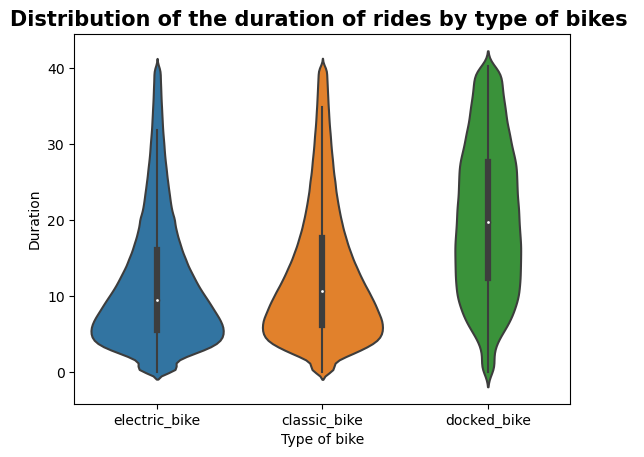 Distribution of the duration of rides by type of bikes
40
30
20
10
0
Duration
electric_bike
classic_bike
docked_bike
Type of bike